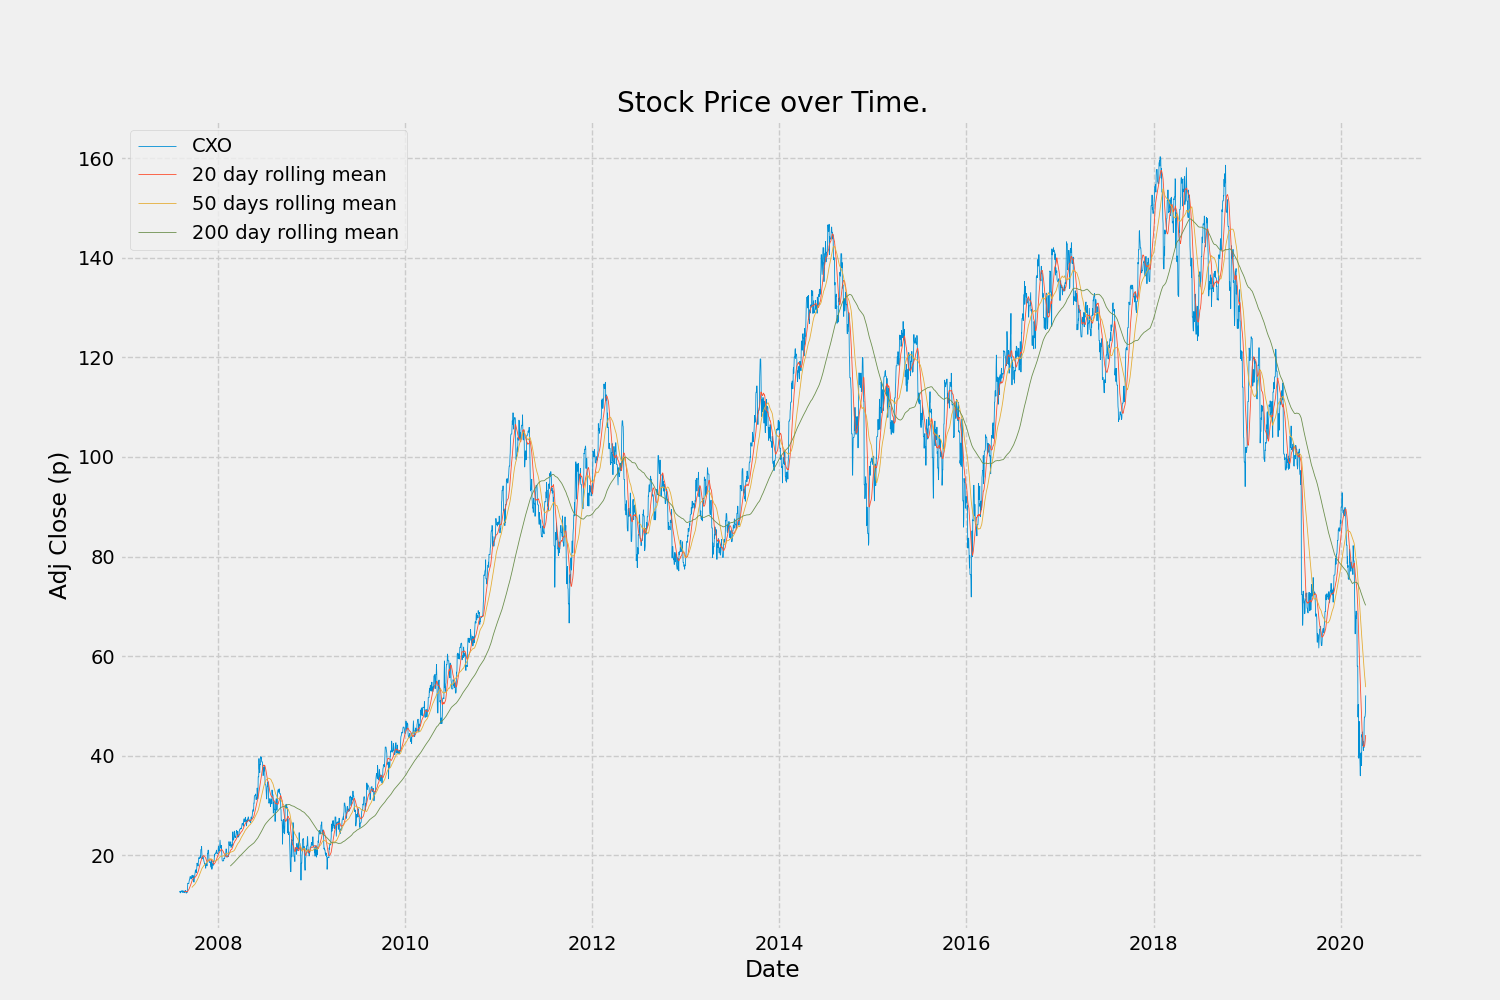 Stock Price over Time.
CXO
20 day rolling mean
50 days rolling mean
200 day rolling mean
Adj Close (p)
160
140
120
100
80
60
40
20
2008 2010 2012 2014 2016 2018 2020
Date